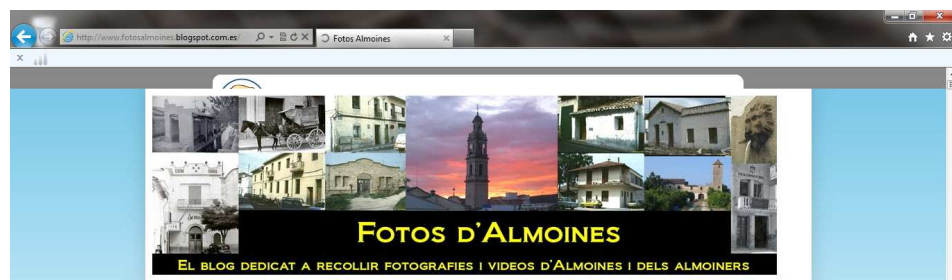 http://www.fotosalmoines.blogspot.com.es/
Fotos Almoines
FOTOS D'ALMOINES
EL BLOG DEDICAT A RECOLLIR FOTOGRAFIES I VIDEOS D'ALMOINES I DELS ALMOINERS